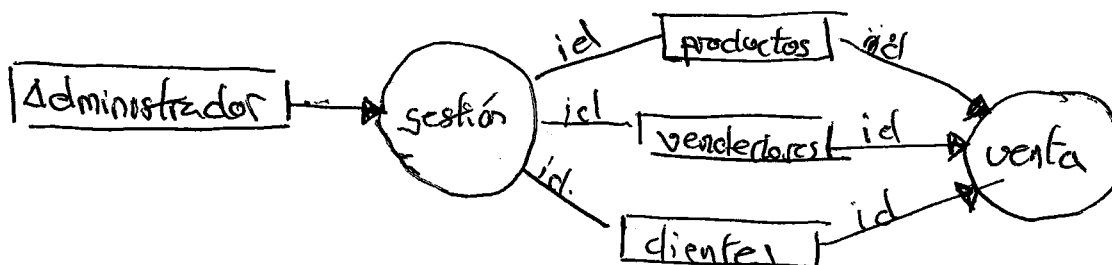 id
productos
id
Administrador
gestión
id
vendedores
id
venta
id.
clientes
id